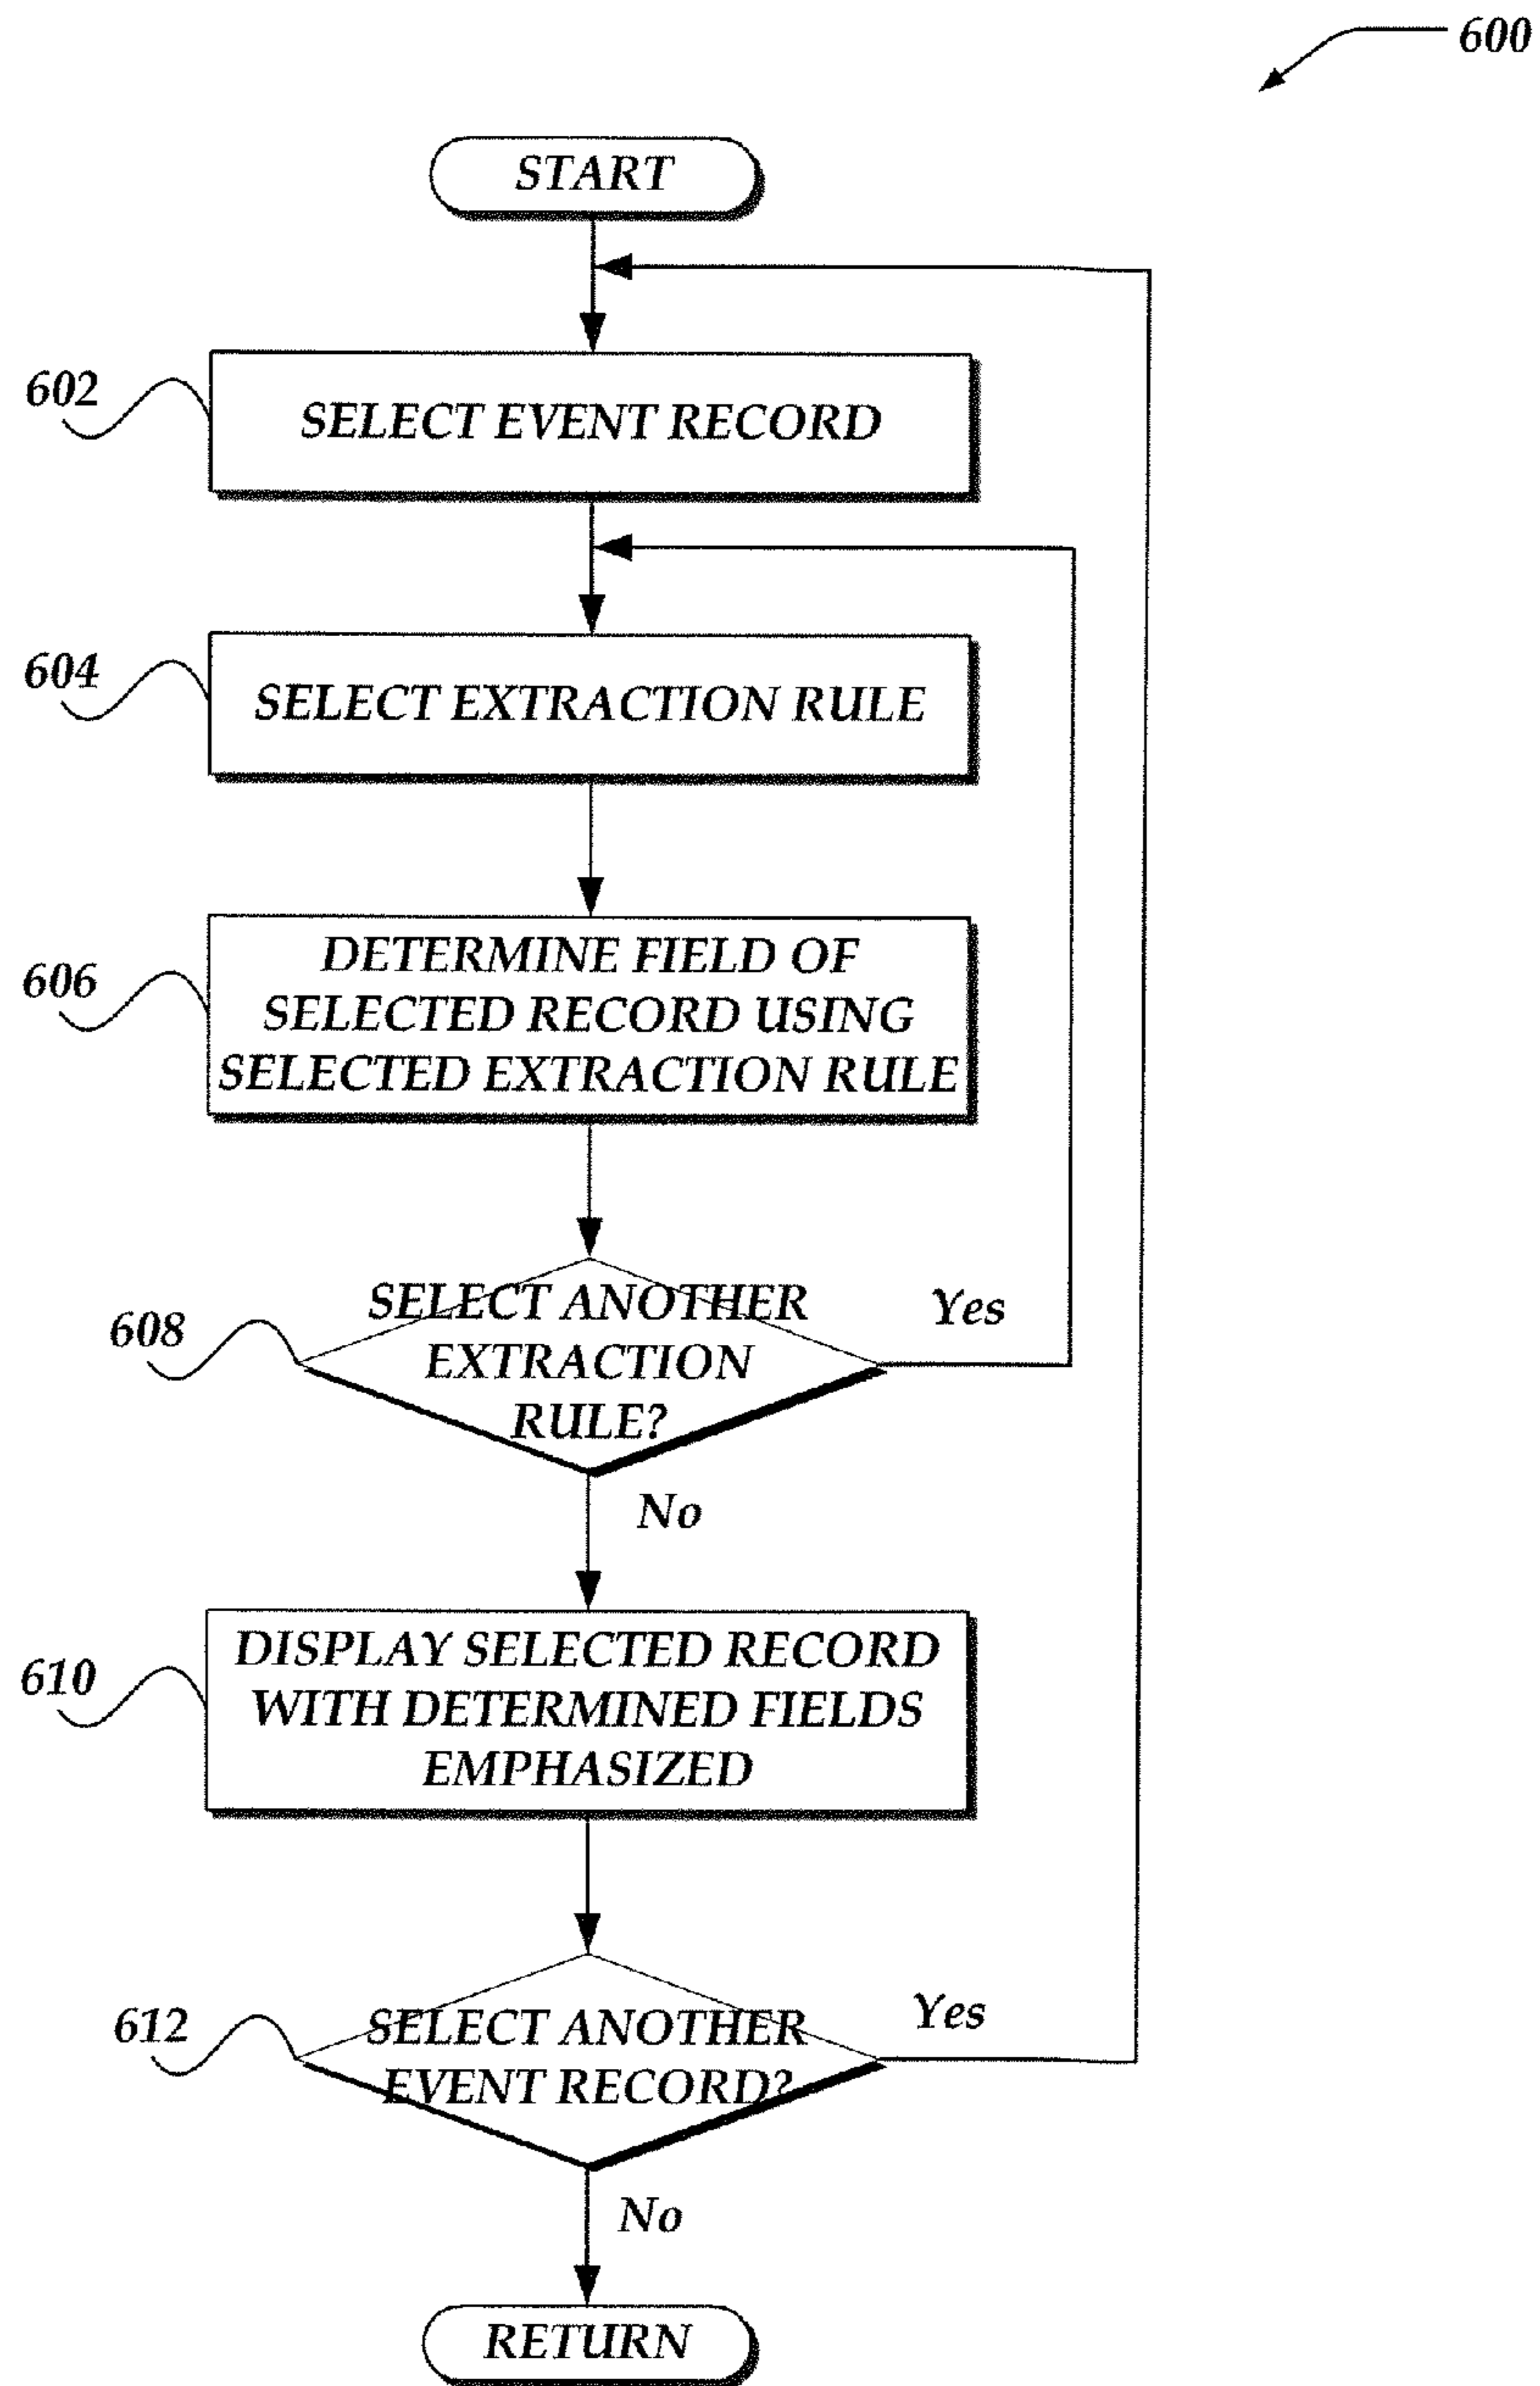 600
START
602
SELECT EVENT RECORD
604
SELECT EXTRACTION RULE
606
DETERMINE FIELD OF
SELECTED RECORD USING
SELECTED EXTRACTION RULE
608
SELECT ANOTHER
EXTRACTION
RULE?
Yes
No
610
DISPLAY SELECTED RECORD
WITH DETERMINED FIELDS
EMPHASIZED
612
SELECT ANOTHER
EVENT RECORD?
Yes
No
RETURN